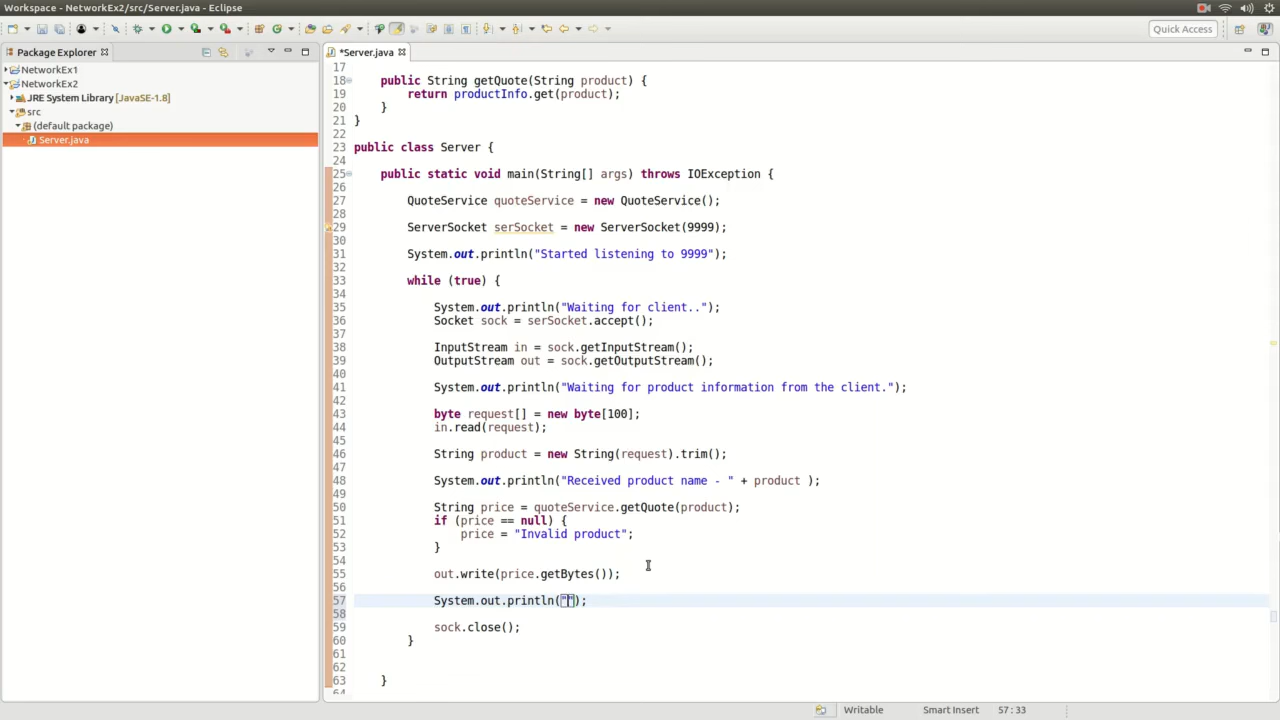 Workspace - NetworkEx2/src/Server.java - Eclipse
Quick Access
Package Explorer
NetworkEx1
NetworkEx2
JRE System Library [JavaSE-1.8]
src
(default package)
Server.java
*Server.java
17
18 public String getQuote(String product) {
19 return productInfo.get(product);
20 }
21 }
22
23 public class Server {
24
25 public static void main(String[] args) throws IOException {
26
27 QuoteService quoteService = new QuoteService();
28
29 ServerSocket serSocket = new ServerSocket(9999);
30
31 System.out.println("Started listening to 9999");
32
33 while (true) {
34
35 System.out.println("Waiting for client..");
36 Socket sock = serSocket.accept();
37
38 InputStream in = sock.getInputStream();
39 OutputStream out = sock.getOutputStream();
40
41 System.out.println("Waiting for product information from the client.");
42
43 byte request[] = new byte[100];
44 in.read(request);
45
46 String product = new String(request).trim();
47
48 System.out.println("Received product name - " + product );
49
50 String price = quoteService.getQuote(product);
51 if (price == null) {
52 price = "Invalid product";
53 }
54
55 out.write(price.getBytes());
56
57 System.out.println("");
58
59 sock.close();
60 }
61
62
63 }
64
Writable Smart Insert 57 : 33